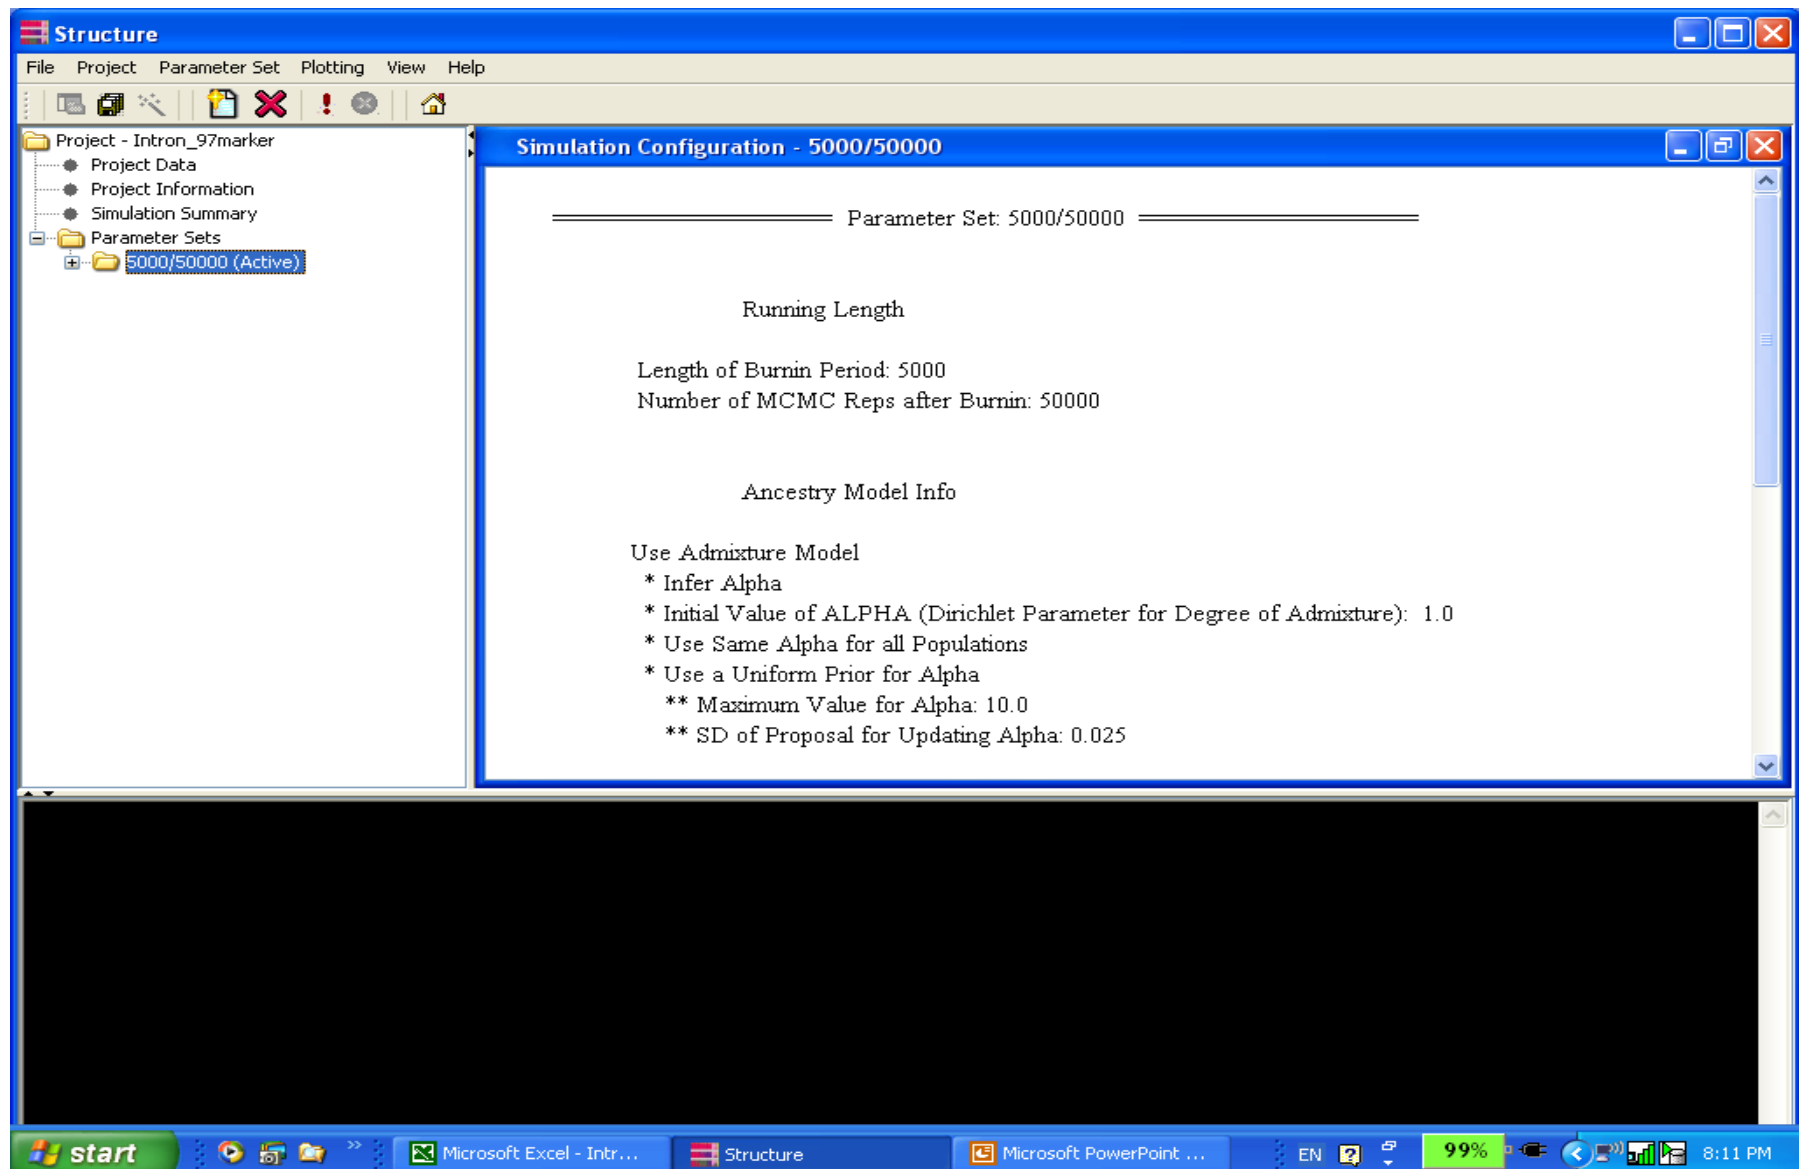 Structure
File Project Parameter Set Plotting View Help
Project - Intron_97marker
Project Data
Project Information
Simulation Summary
Parameter Sets
5000/50000 (Active)
Simulation Configuration - 5000/50000
Parameter Set: 5000/50000
Running Length
Length of Burnin Period: 5000
Number of MCMC Reps after Burnin: 50000
Ancestry Model Info
Use Admixture Model
* Infer Alpha
* Initial Value of ALPHA (Dirichlet Parameter for Degree of Admixture): 1.0
* Use Same Alpha for all Populations
* Use a Uniform Prior for Alpha
** Maximum Value for Alpha: 10.0
** SD of Proposal for Updating Alpha: 0.025
start Microsoft Excel - Intr... Structure Microsoft PowerPoint ... EN 99% 8:11 PM